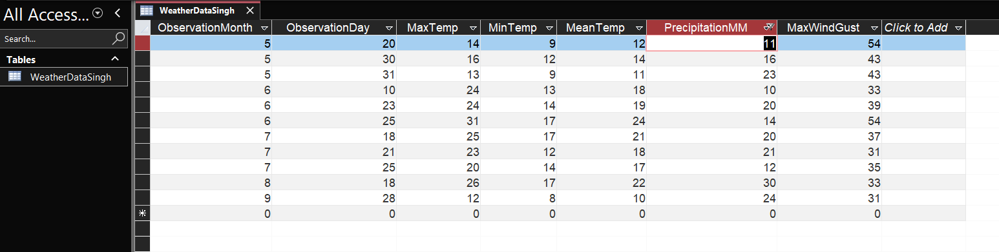 All Access...
WeatherDataSingh
Search...
Tables
WeatherDataSingh
ObservationMonth ObservationDay MaxTemp MinTemp MeanTemp PrecipitationMM MaxWindGust Click to Add
5 20 14 9 12 11 54
5 30 16 12 14 16 43
5 31 13 9 11 23 43
6 10 24 13 18 10 33
6 23 24 14 19 20 39
6 25 31 17 24 14 54
7 18 25 17 21 20 37
7 21 23 12 18 21 31
7 25 20 14 17 12 35
8 18 26 17 22 30 33
9 28 12 8 10 24 31
0 0 0 0 0 0 0